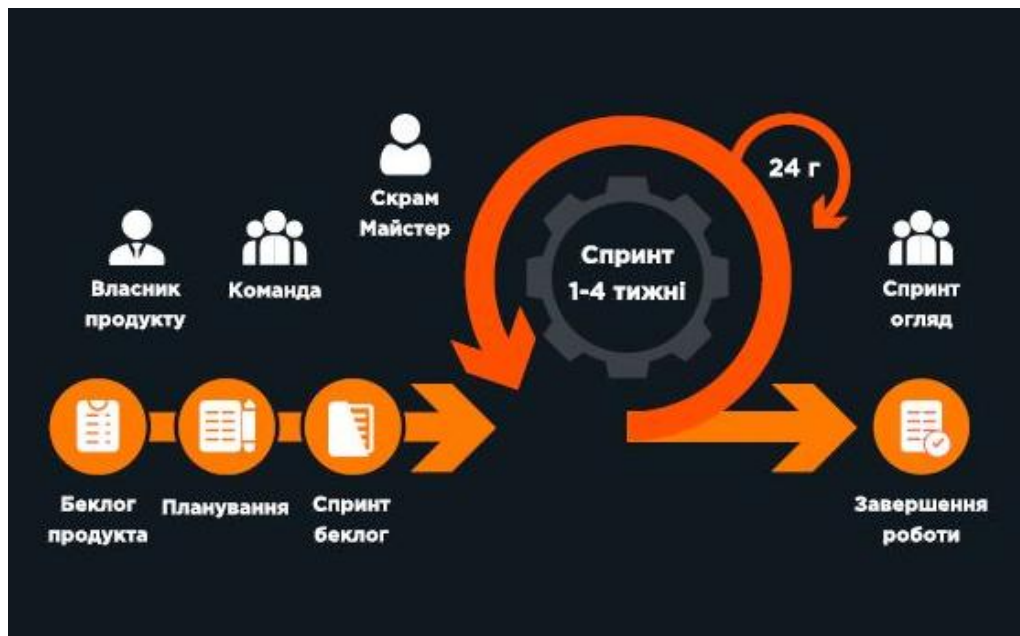 Скрам
Майстер
24 г
Власник
продукту
Команда
Спринт
1-4 тижні
Спринт
огляд
Беклог
продукта
Планування
Спринт
беклог
Завершення
роботи